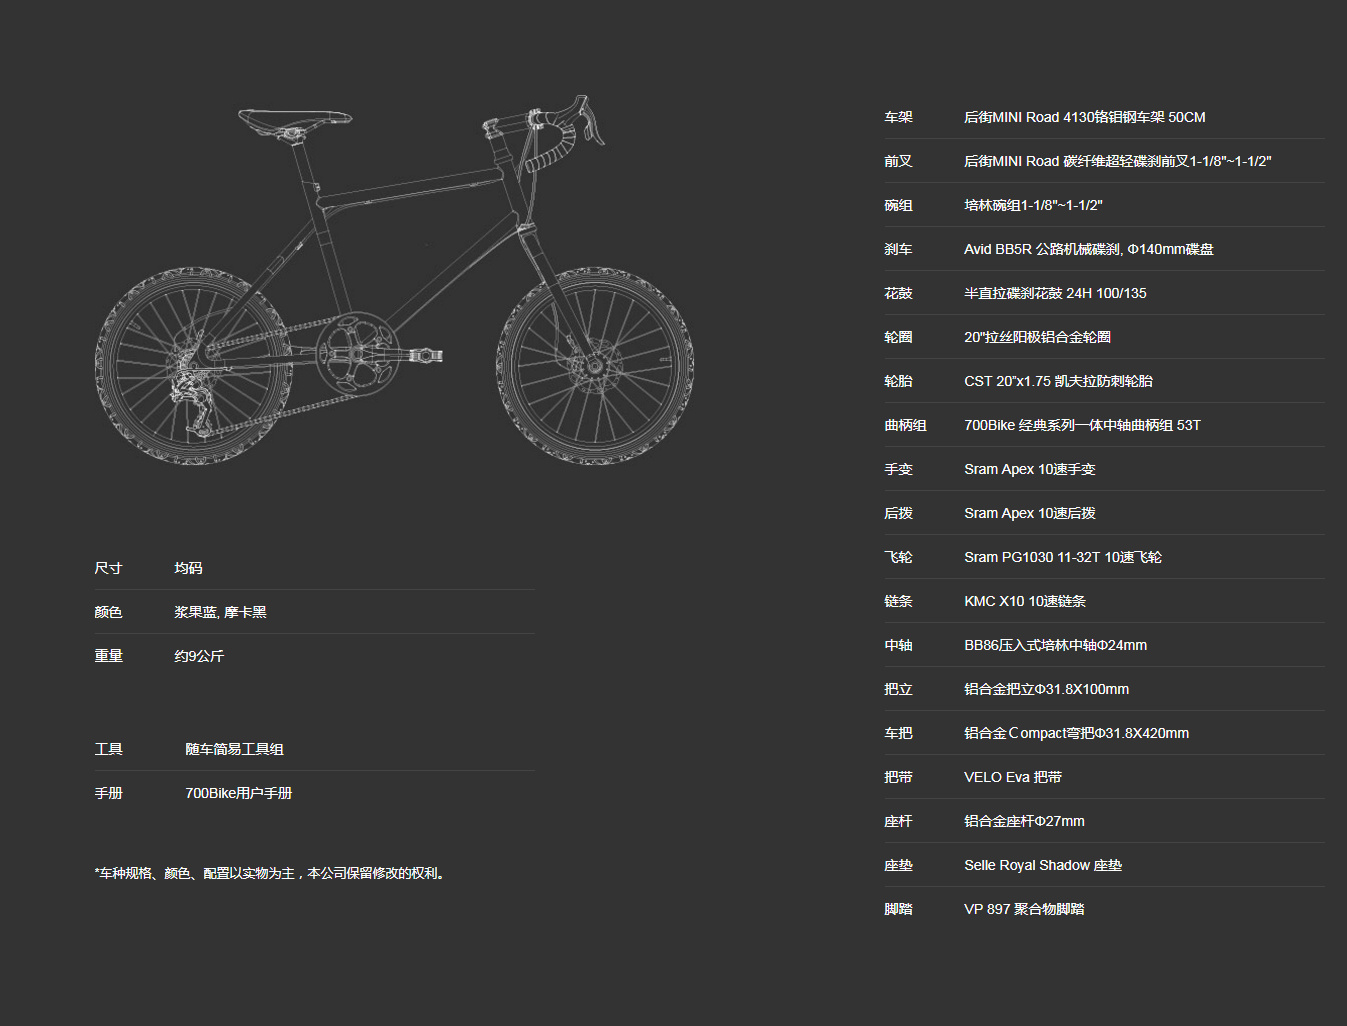 尺寸 均码
颜色 浆果蓝, 摩卡黑
重量 约9公斤
工具 随车简易工具组
手册 700Bike用户手册
*车种规格、颜色、配置以实物为主，本公司保留修改的权利。
车架 后街MINI Road 4130铬钼钢车架 50CM
前叉 后街MINI Road 碳纤维超轻碟刹前叉1-1/8"~1-1/2"
碗组 培林碗组1-1/8"~1-1/2"
刹车 Avid BB5R 公路机械碟刹, Φ140mm碟盘
花鼓 半直拉碟刹花鼓 24H 100/135
轮圈 20"拉丝阳极铝合金轮圈
轮胎 CST 20”x1.75 凯夫拉防刺轮胎
曲柄组 700Bike 经典系列一体中轴曲柄组 53T
手变 Sram Apex 10速手变
后拨 Sram Apex 10速后拨
飞轮 Sram PG1030 11-32T 10速飞轮
链条 KMC X10 10速链条
中轴 BB86压入式培林中轴Φ24mm
把立 铝合金把立Φ31.8X100mm
车把 铝合金Ｃompact弯把Φ31.8X420mm
把带 VELO Eva 把带
座杆 铝合金座杆Φ27mm
座垫 Selle Royal Shadow 座垫
脚踏 VP 897 聚合物脚踏